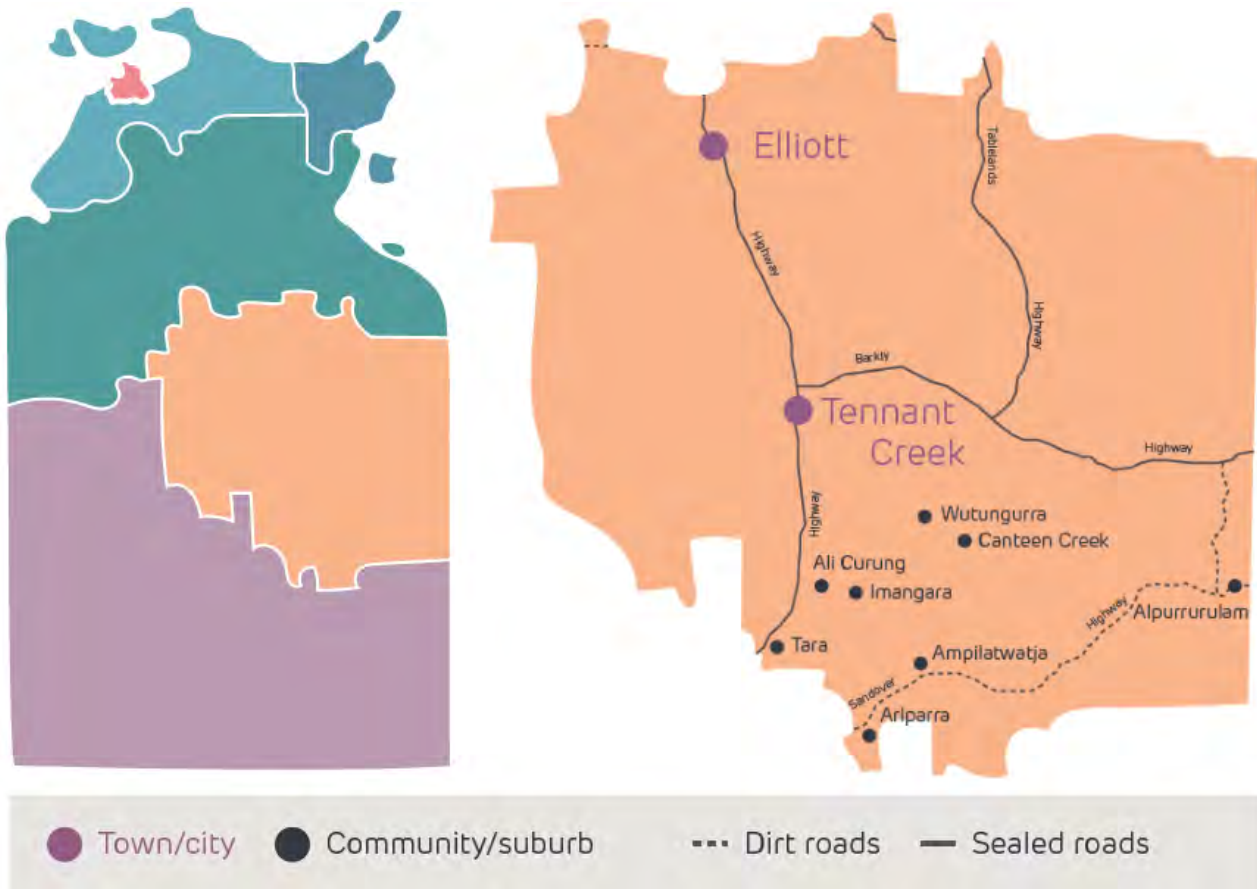 Elliott
Tablelands
Highway
Highway
Barkly
Tennant
Creek
Highway
Highway
Wutungurra
Canteen Creek
Ali Curung
Imangara
Alpurrurulam
Highway
Tara
Ampilatwatja
Sandover
Arlparra
Town/city
Community/suburb
Dirt roads
Sealed roads